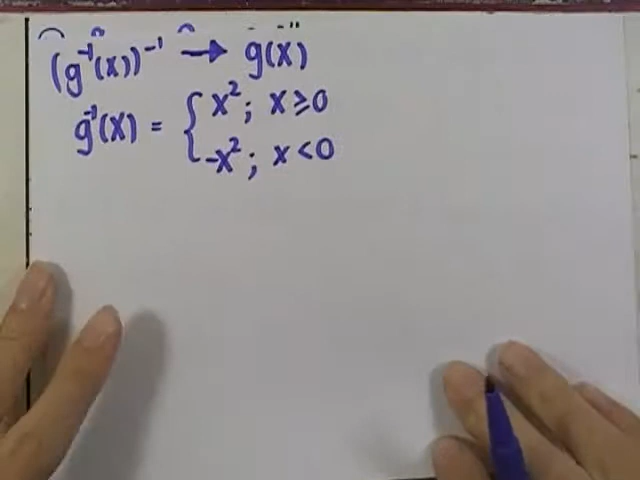 (g⁻¹(x))⁻¹ → g(x)
g⁻¹(x) = { x²; x ≥ 0
-x²; x < 0